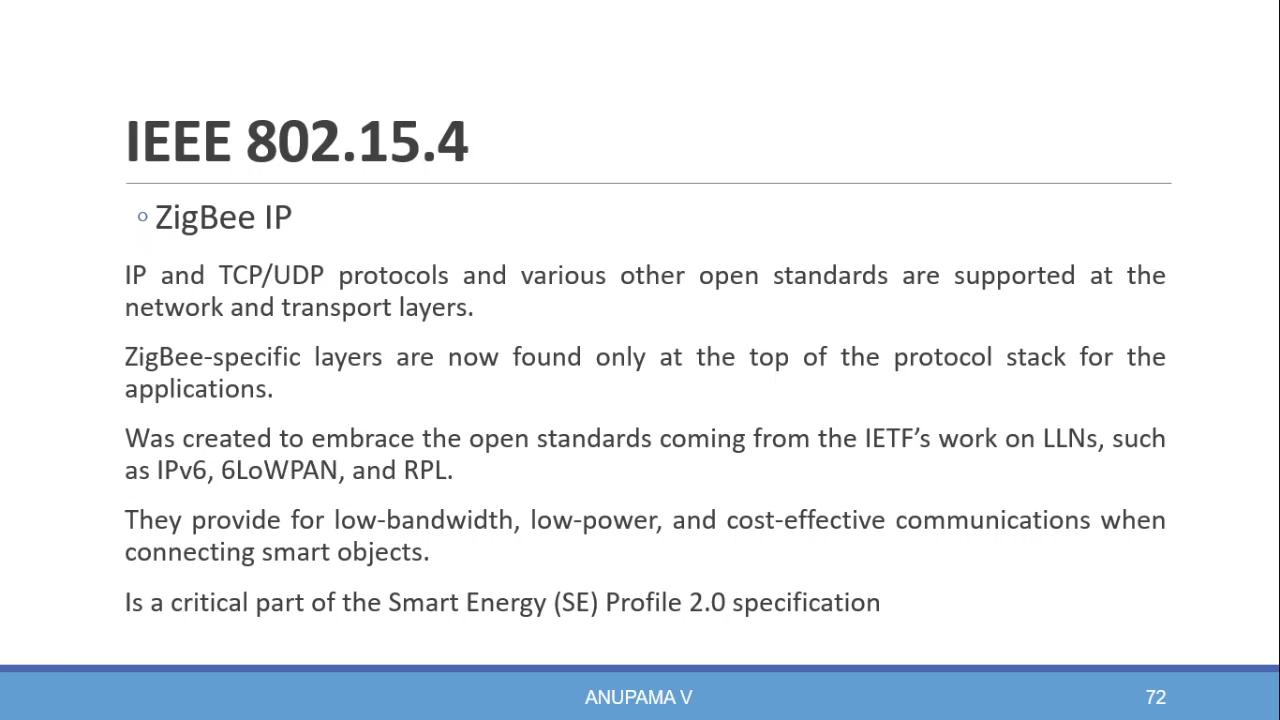 IEEE 802.15.4
◦ ZigBee IP
IP and TCP/UDP protocols and various other open standards are supported at the
network and transport layers.
ZigBee-specific layers are now found only at the top of the protocol stack for the
applications.
Was created to embrace the open standards coming from the IETF’s work on LLNs, such
as IPv6, 6LoWPAN, and RPL.
They provide for low-bandwidth, low-power, and cost-effective communications when
connecting smart objects.
Is a critical part of the Smart Energy (SE) Profile 2.0 specification
ANUPAMA V
72